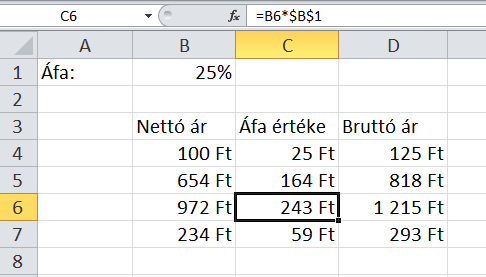 C6 fx =B6*$B$1
A B C D
1 Áfa: 25%
2
3 Nettó ár Áfa értéke Bruttó ár
4 100 Ft 25 Ft 125 Ft
5 654 Ft 164 Ft 818 Ft
6 972 Ft 243 Ft 1 215 Ft
7 234 Ft 59 Ft 293 Ft
8